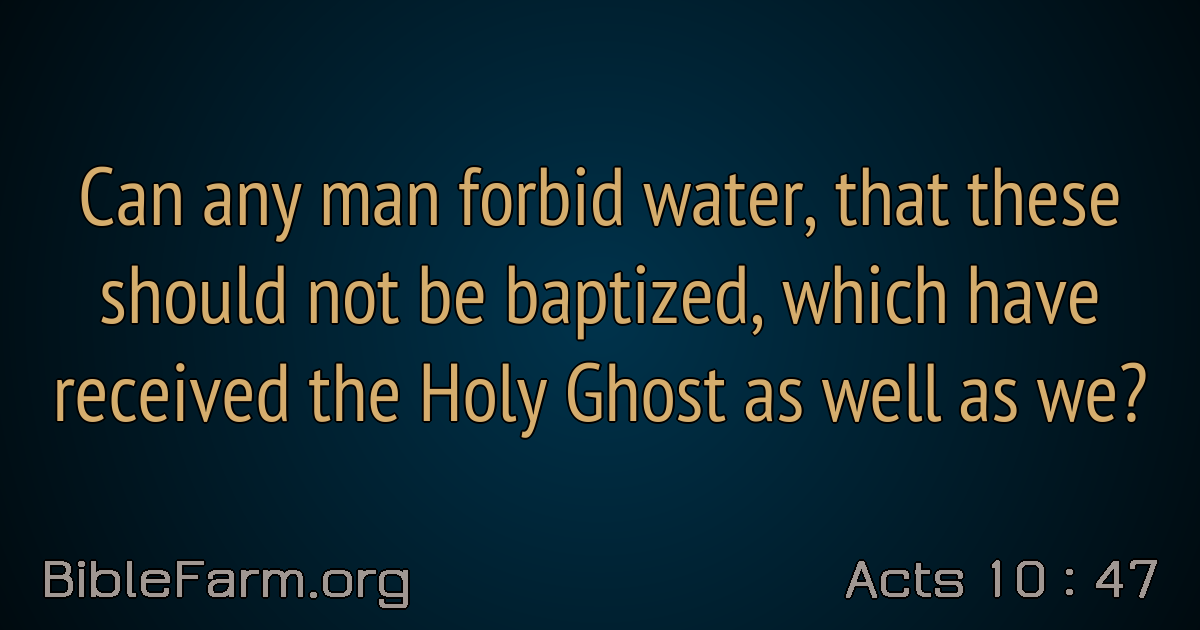 Can any man forbid water, that these
should not be baptized, which have
received the Holy Ghost as well as we?
BibleFarm.org
Acts 10 : 47